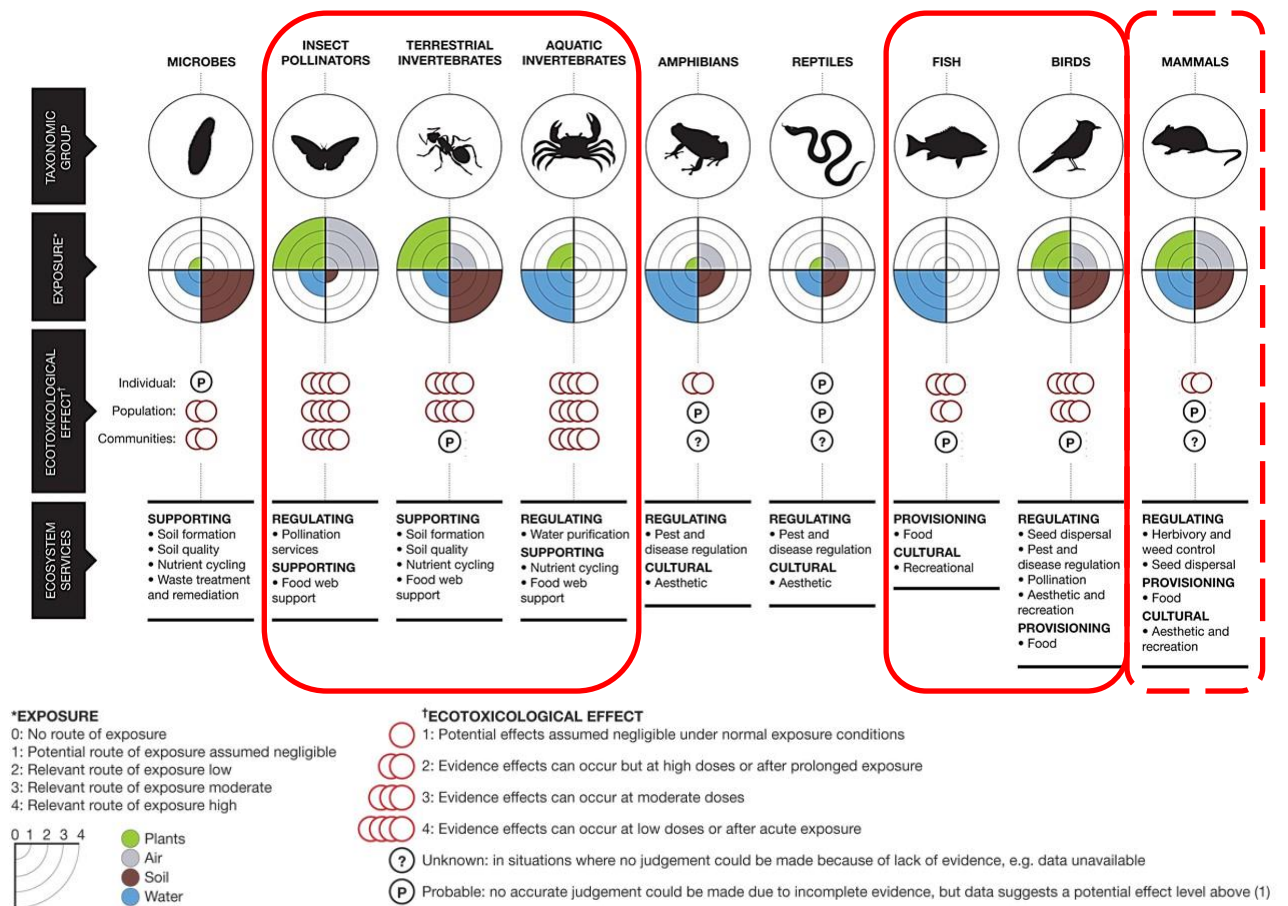 MICROBES
INSECT
POLLINATORS
TERRESTRIAL
INVERTEBRATES
AQUATIC
INVERTEBRATES
AMPHIBIANS
REPTILES
FISH
BIRDS
MAMMALS
TAXONOMIC
GROUP
EXPOSURE*
ECOTOXICOLOGICAL
EFFECT†
Individual:
P
P
Population:
P
P
P
Communities:
P
?
?
P
P
?
ECOSYSTEM
SERVICES
SUPPORTING
• Soil formation
• Soil quality
• Nutrient cycling
• Waste treatment
and remediation
REGULATING
• Pollination
services
SUPPORTING
• Food web
support
SUPPORTING
• Soil formation
• Soil quality
• Nutrient cycling
• Food web
support
REGULATING
• Water purification
SUPPORTING
• Nutrient cycling
• Food web
support
REGULATING
• Pest and
disease regulation
CULTURAL
• Aesthetic
REGULATING
• Pest and
disease regulation
CULTURAL
• Aesthetic
PROVISIONING
• Food
CULTURAL
• Recreational
REGULATING
• Seed dispersal
• Pest and
disease regulation
• Pollination
• Aesthetic and
recreation
PROVISIONING
• Food
REGULATING
• Herbivory and
weed control
• Seed dispersal
PROVISIONING
• Food
CULTURAL
• Aesthetic and
recreation
*EXPOSURE
0: No route of exposure
1: Potential route of exposure assumed negligible
2: Relevant route of exposure low
3: Relevant route of exposure moderate
4: Relevant route of exposure high
0 1 2 3 4
Plants
Air
Soil
Water
†ECOTOXICOLOGICAL EFFECT
1: Potential effects assumed negligible under normal exposure conditions
2: Evidence effects can occur but at high doses or after prolonged exposure
3: Evidence effects can occur at moderate doses
4: Evidence effects can occur at low doses or after acute exposure
? Unknown: in situations where no judgement could be made because of lack of evidence, e.g. data unavailable
P Probable: no accurate judgement could be made due to incomplete evidence, but data suggests a potential effect level above (1)